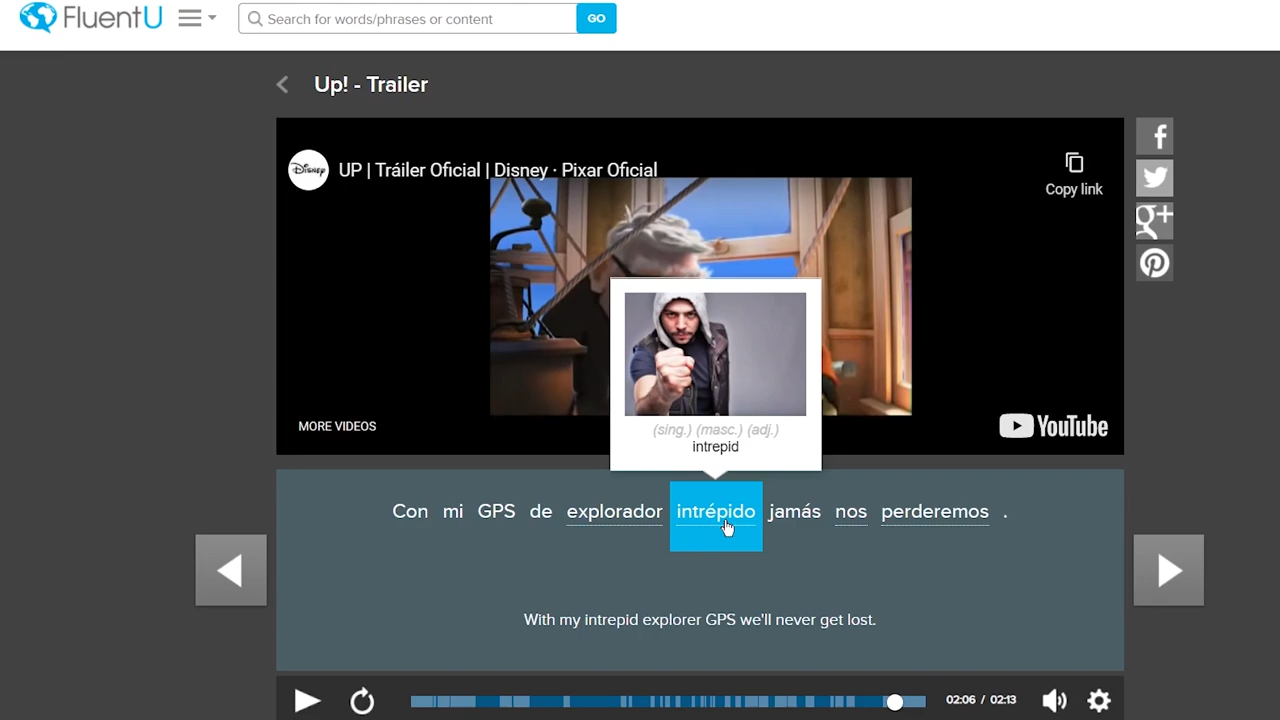 FluentU
Search for words/phrases or content
GO
Up! - Trailer
Disney
UP | Tráiler Oficial | Disney · Pixar Oficial
Copy link
f
g+
MORE VIDEOS
YouTube
(sing.) (masc.) (adj.)
intrepid
Con mi GPS de explorador intrépido jamás nos perderemos .
With my intrepid explorer GPS we'll never get lost.
02:06 / 02:13